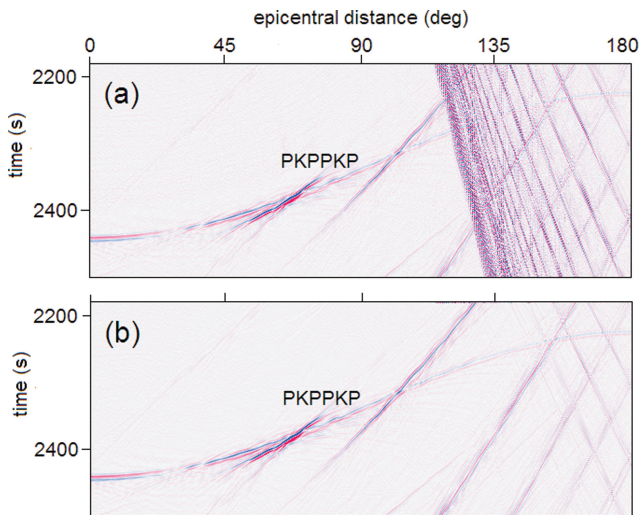 epicentral distance (deg)
0 45 90 135 180
2200
(a)
PKPPKP
time (s)
2400
2200
(b)
PKPPKP
time (s)
2400